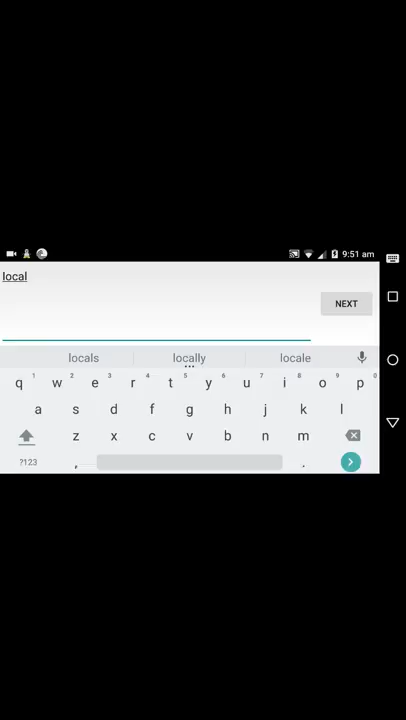 9:51 am
local
NEXT
locals locally locale
q 1 w 2 e 3 r 4 t 5 y 6 u 7 i 8 o 9 p 0
a s d f g h j k l
z x c v b n m
?123 , .